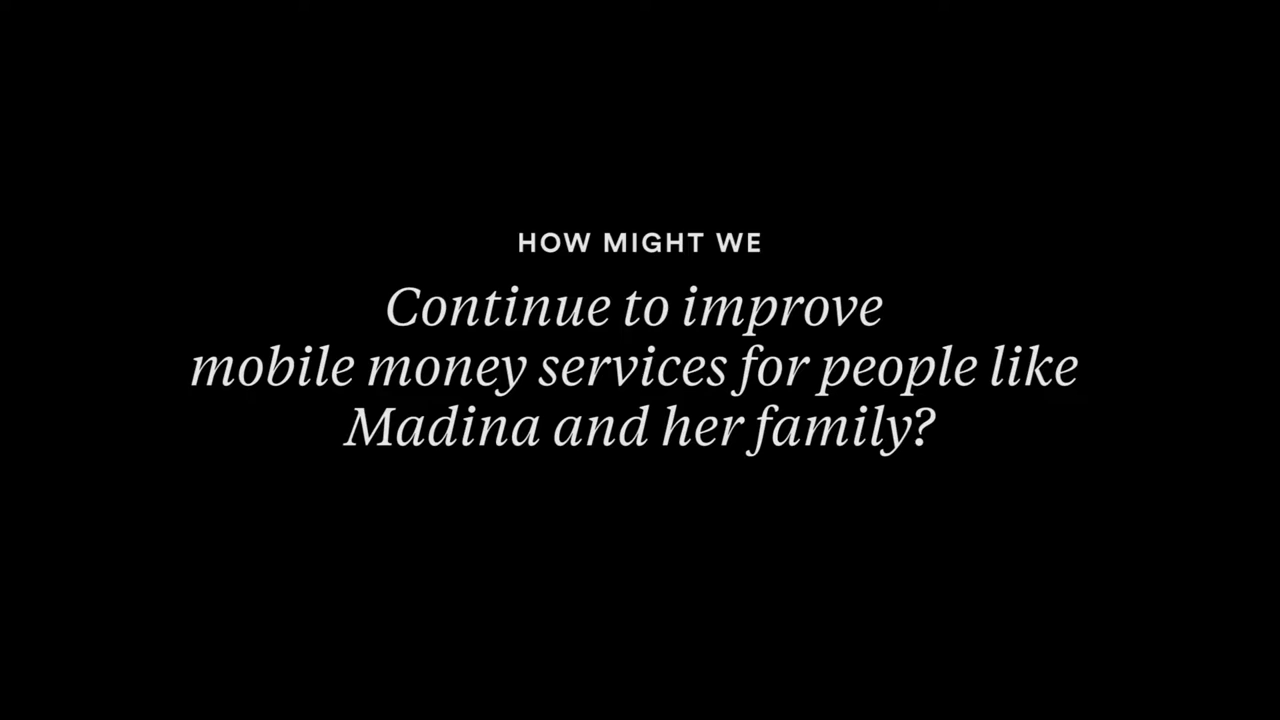 HOW MIGHT WE
Continue to improve
mobile money services for people like
Madina and her family?